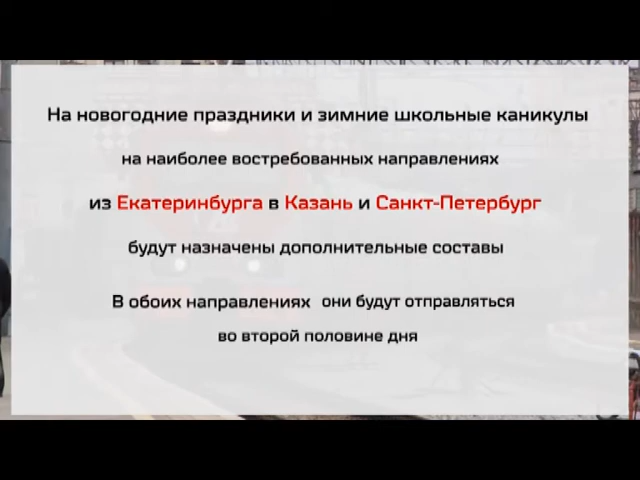 На новогодние праздники и зимние школьные каникулы
на наиболее востребованных направлениях
из Екатеринбурга в Казань и Санкт-Петербург
будут назначены дополнительные составы
В обоих направлениях они будут отправляться
во второй половине дня